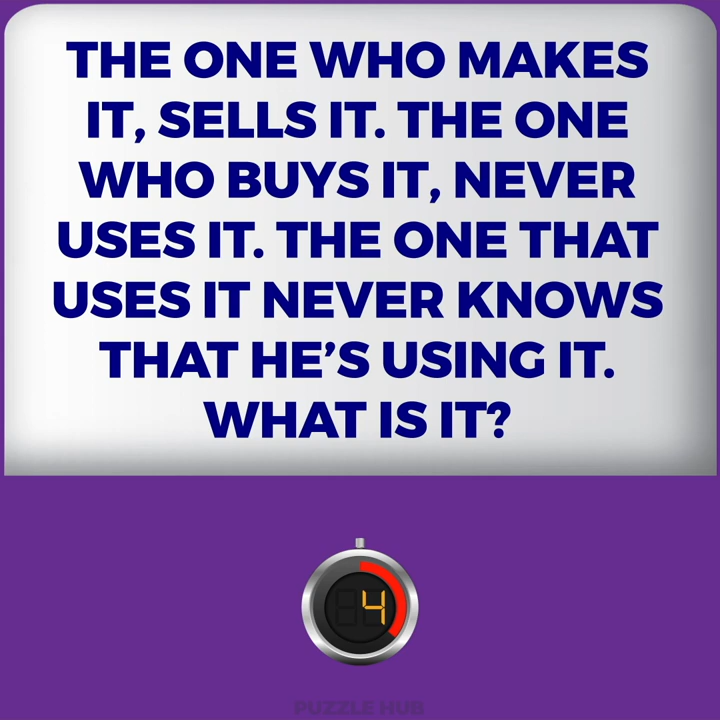 THE ONE WHO MAKES
IT, SELLS IT. THE ONE
WHO BUYS IT, NEVER
USES IT. THE ONE THAT
USES IT NEVER KNOWS
THAT HE’S USING IT.
WHAT IS IT?
4
PUZZLE HUB